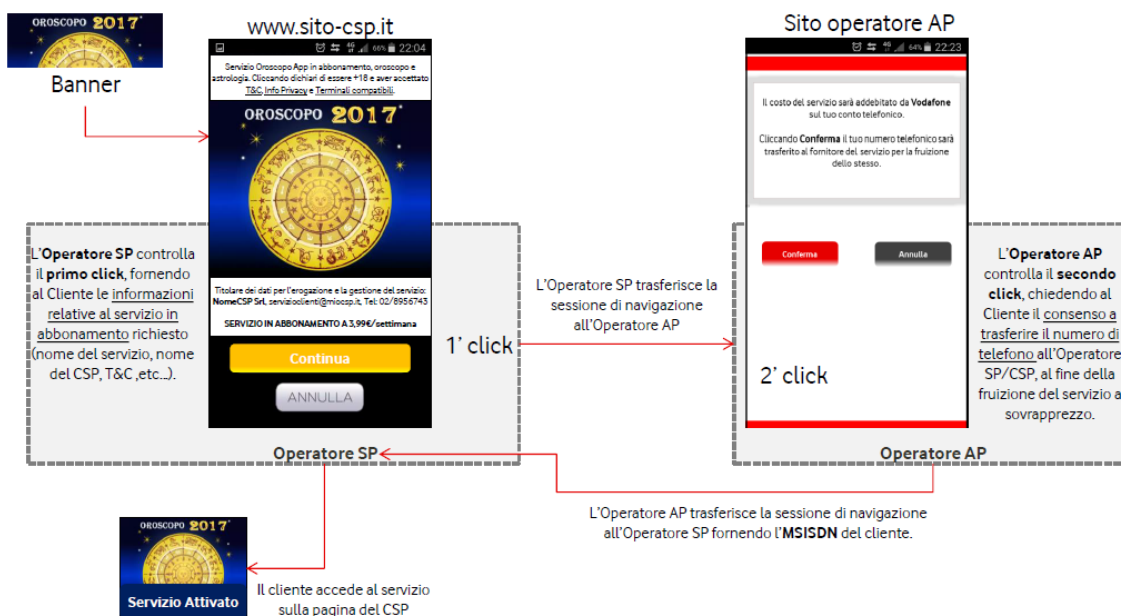 OROSCOPO 2017*
Banner
www.sito-csp.it
4G 66% 22:04
Servizio Oroscopo App in abbonamento, oroscopo e
astrologia. Cliccando dichiari di essere +18 e aver accettato
T&C, Info Privacy e Terminali compatibili.
OROSCOPO 2017*
Titolare dei dati per l'erogazione e la gestione del servizio:
NomeCSP Srl, servizioclienti@miocsp.it, Tel: 02/8956743
SERVIZIO IN ABBONAMENTO A 3,99€/settimana
Continua
ANNULLA
L'Operatore SP controlla
il primo click, fornendo
al Cliente le informazioni
relative al servizio in
abbonamento richiesto
(nome del servizio, nome
del CSP, T&C ,etc...).
1' click
Operatore SP
L'Operatore SP trasferisce la
sessione di navigazione
all'Operatore AP
Sito operatore AP
4G 64% 22:23
Il costo del servizio sarà addebitato da Vodafone
sul tuo conto telefonico.
Cliccando Conferma il tuo numero telefonico sarà
trasferito al fornitore del servizio per la fruizione
dello stesso.
Conferma
Annulla
2' click
L'Operatore AP
controlla il secondo
click, chiedendo al
Cliente il consenso a
trasferire il numero di
telefono all'Operatore
SP/CSP, al fine della
fruizione del servizio a
sovrapprezzo.
Operatore AP
L'Operatore AP trasferisce la sessione di navigazione
all'Operatore SP fornendo l'MSISDN del cliente.
OROSCOPO 2017*
Servizio Attivato
Il cliente accede al servizio
sulla pagina del CSP